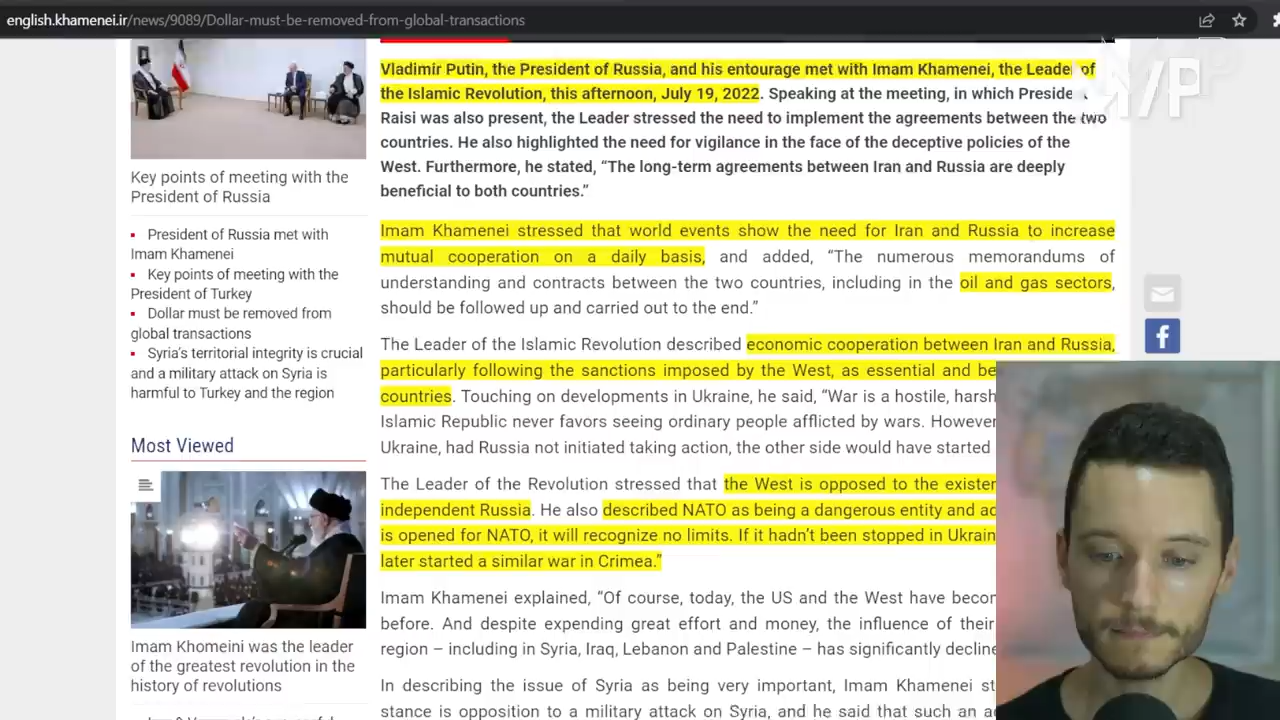 english.khamenei.ir/news/9089/Dollar-must-be-removed-from-global-transactions
Key points of meeting with the
President of Russia
President of Russia met with
Imam Khamenei
Key points of meeting with the
President of Turkey
Dollar must be removed from
global transactions
Syria's territorial integrity is crucial
and a military attack on Syria is
harmful to Turkey and the region
Most Viewed
Imam Khomeini was the leader
of the greatest revolution in the
history of revolutions
Vladimir Putin, the President of Russia, and his entourage met with Imam Khamenei, the Leader of
the Islamic Revolution, this afternoon, July 19, 2022. Speaking at the meeting, in which
Raisi was also present, the Leader stressed the need to implement the agreements between the two
countries. He also highlighted the need for vigilance in the face of the deceptive policies of the
West. Furthermore, he stated, “The long-term agreements between Iran and Russia are deeply
beneficial to both countries.”
Imam Khamenei stressed that world events show the need for Iran and Russia to increase
mutual cooperation on a daily basis, and added, “The numerous memorandums of
understanding and contracts between the two countries, including in the oil and gas sectors,
should be followed up and carried out to the end.”
The Leader of the Islamic Revolution described economic cooperation between Iran and Russia,
particularly following the sanctions imposed by the West, as essential and
countries. Touching on developments in Ukraine, he said, “War is a hostile, harsh
Islamic Republic never favors seeing ordinary people afflicted by wars. However
Ukraine, had Russia not initiated taking action, the other side would have started
The Leader of the Revolution stressed that the West is opposed to the
independent Russia. He also described NATO as being a dangerous entity and
is opened for NATO, it will recognize no limits. If it hadn't been stopped in
later started a similar war in Crimea.”
Imam Khamenei explained, “Of course, today, the US and the West have
before. And despite expending great effort and money, the influence of their
region – including in Syria, Iraq, Lebanon and Palestine – has significantly
In describing the issue of Syria as being very important, Imam Khamenei
stance is opposition to a military attack on Syria, and he said that such an